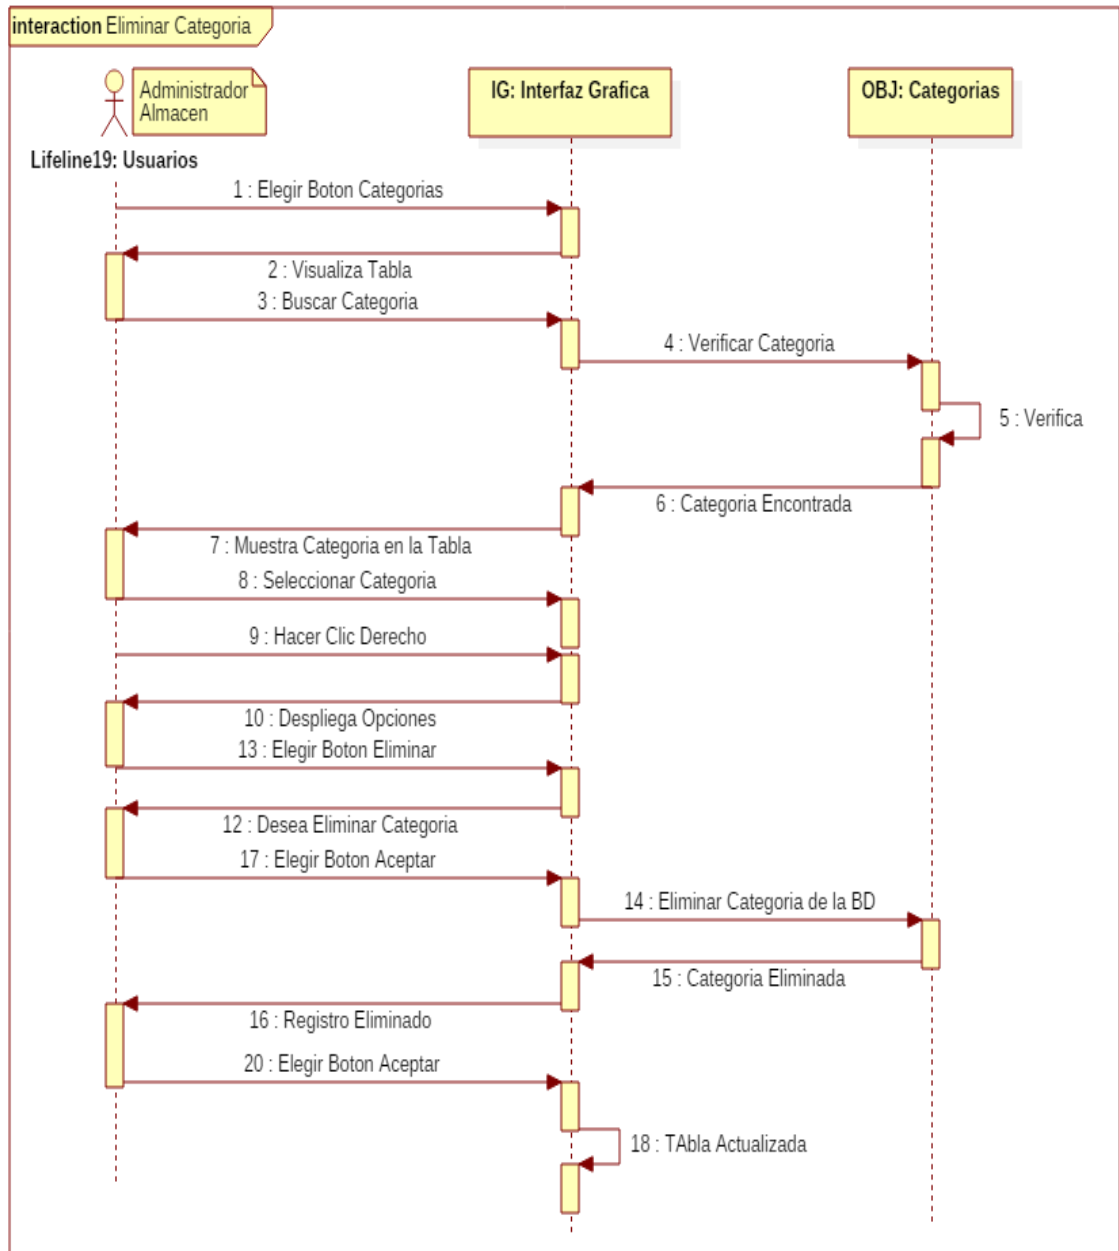 interaction Eliminar Categoria
Administrador
Almacen
IG: Interfaz Grafica
OBJ: Categorias
Lifeline19: Usuarios
1 : Elegir Boton Categorias
2 : Visualiza Tabla
3 : Buscar Categoria
4 : Verificar Categoria
5 : Verifica
6 : Categoria Encontrada
7 : Muestra Categoria en la Tabla
8 : Seleccionar Categoria
9 : Hacer Clic Derecho
10 : Despliega Opciones
13 : Elegir Boton Eliminar
12 : Desea Eliminar Categoria
17 : Elegir Boton Aceptar
14 : Eliminar Categoria de la BD
15 : Categoria Eliminada
16 : Registro Eliminado
20 : Elegir Boton Aceptar
18 : TAbla Actualizada